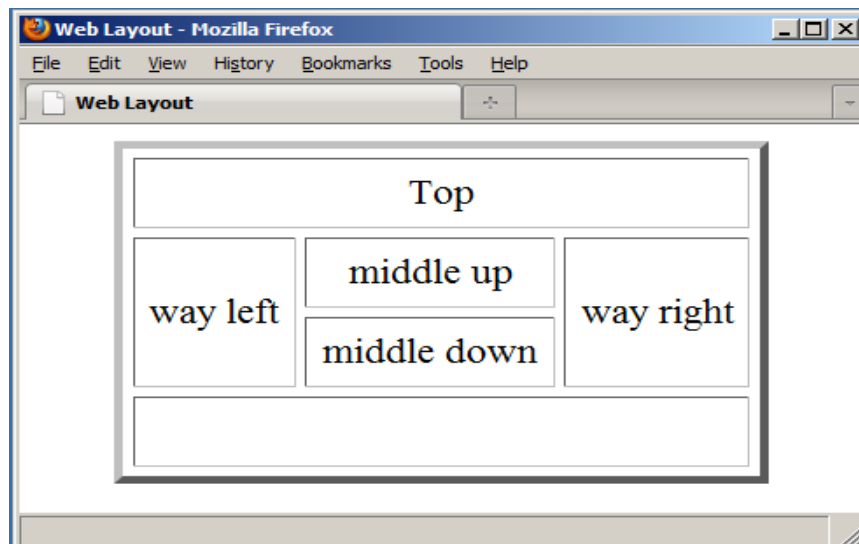 Web Layout - Mozilla Firefox
File Edit View History Bookmarks Tools Help
Web Layout
Top
way left
middle up
middle down
way right